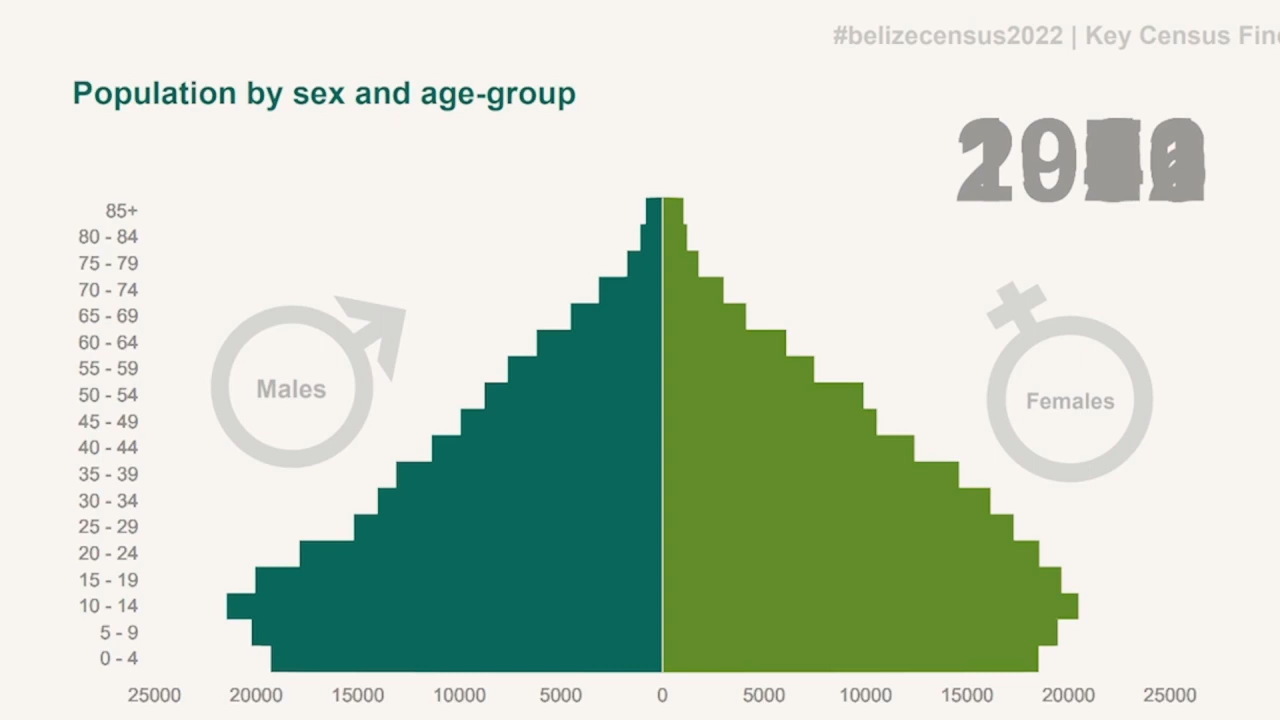 #belizecensus2022 | Key Census
Population by sex and age-group
85+
80 - 84
75 - 79
70 - 74
65 - 69
60 - 64
55 - 59
50 - 54
45 - 49
40 - 44
35 - 39
30 - 34
25 - 29
20 - 24
15 - 19
10 - 14
5 - 9
0 - 4
Males
Females
25000 20000 15000 10000 5000 0 5000 10000 15000 20000 25000